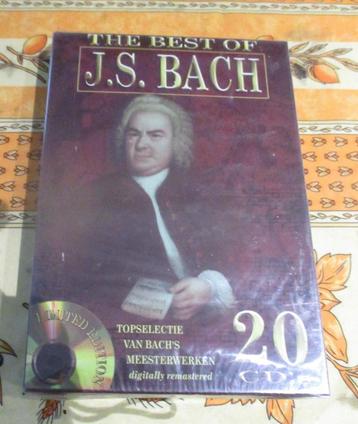 THE BEST OF
J.S. BACH
LIMITED EDITION
TOPSELECTIE
VAN BACH'S
MEESTERWERKEN
digitally remastered
20
CD's